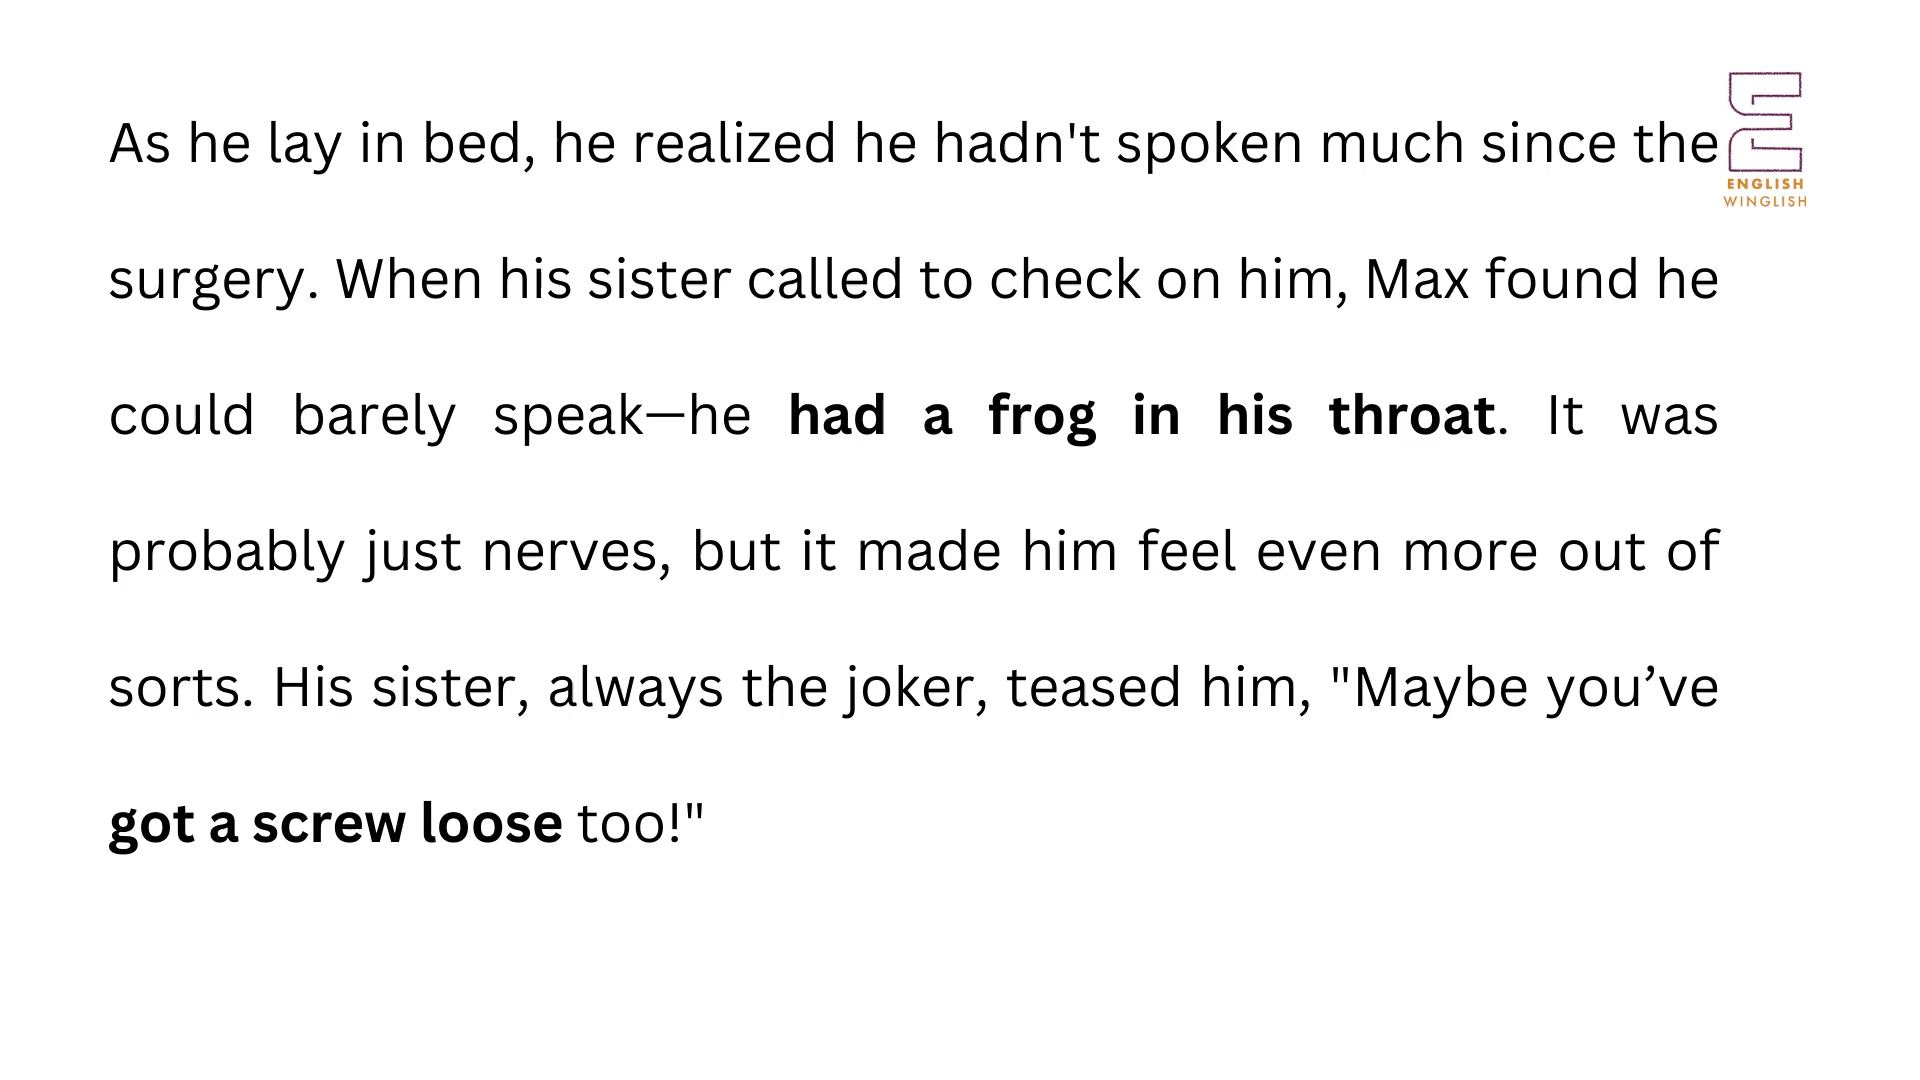 As he lay in bed, he realized he hadn't spoken much since the
surgery. When his sister called to check on him, Max found he
could barely speak—he had a frog in his throat. It was
probably just nerves, but it made him feel even more out of
sorts. His sister, always the joker, teased him, "Maybe you’ve
got a screw loose too!"
ENGLISH
WINGLISH